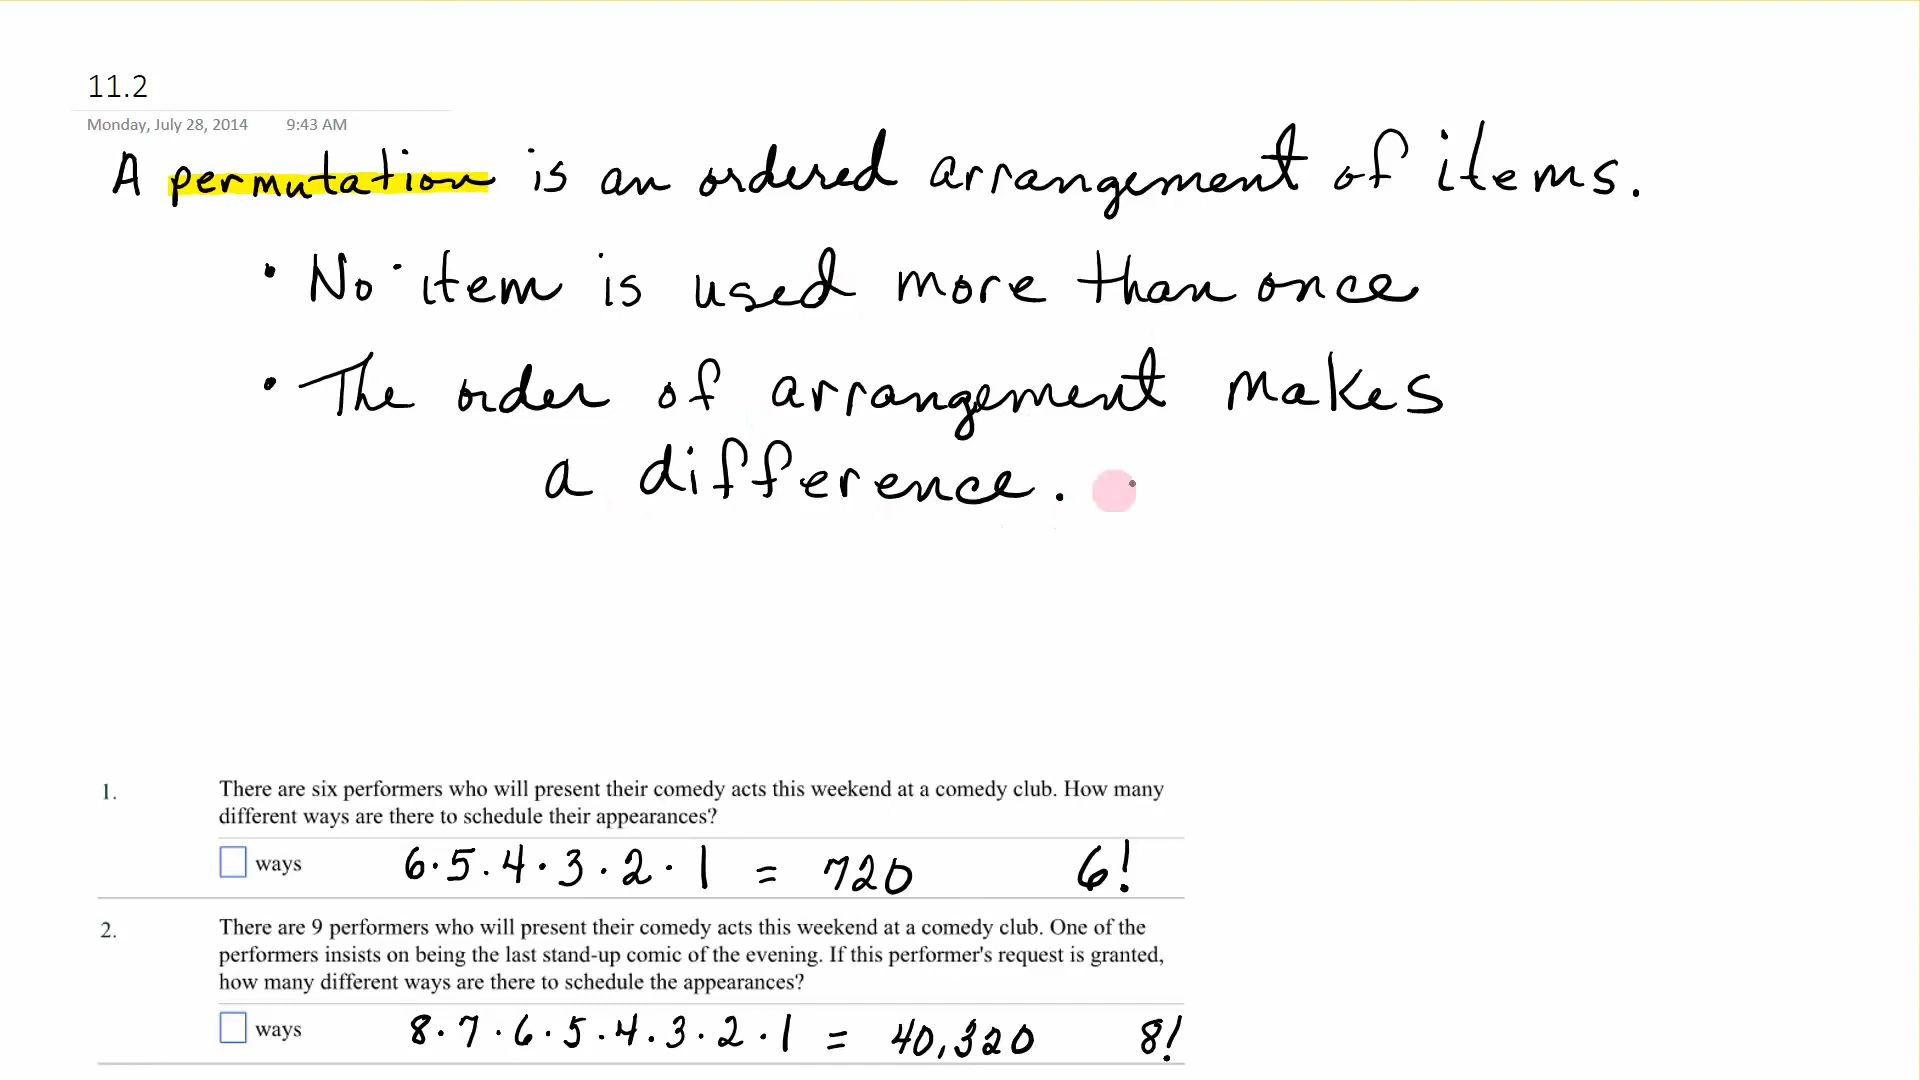 11.2
Monday, July 28, 2014 9:43 AM
A permutation is an ordered arrangement of items.
• No item is used more than once
• The order of arrangement makes
a difference.
1. There are six performers who will present their comedy acts this weekend at a comedy club. How many
different ways are there to schedule their appearances?
ways 6·5·4·3·2·1 = 720 6!
2. There are 9 performers who will present their comedy acts this weekend at a comedy club. One of the
performers insists on being the last stand-up comic of the evening. If this performer's request is granted,
how many different ways are there to schedule the appearances?
ways 8·7·6·5·4·3·2·1 = 40,320 8!